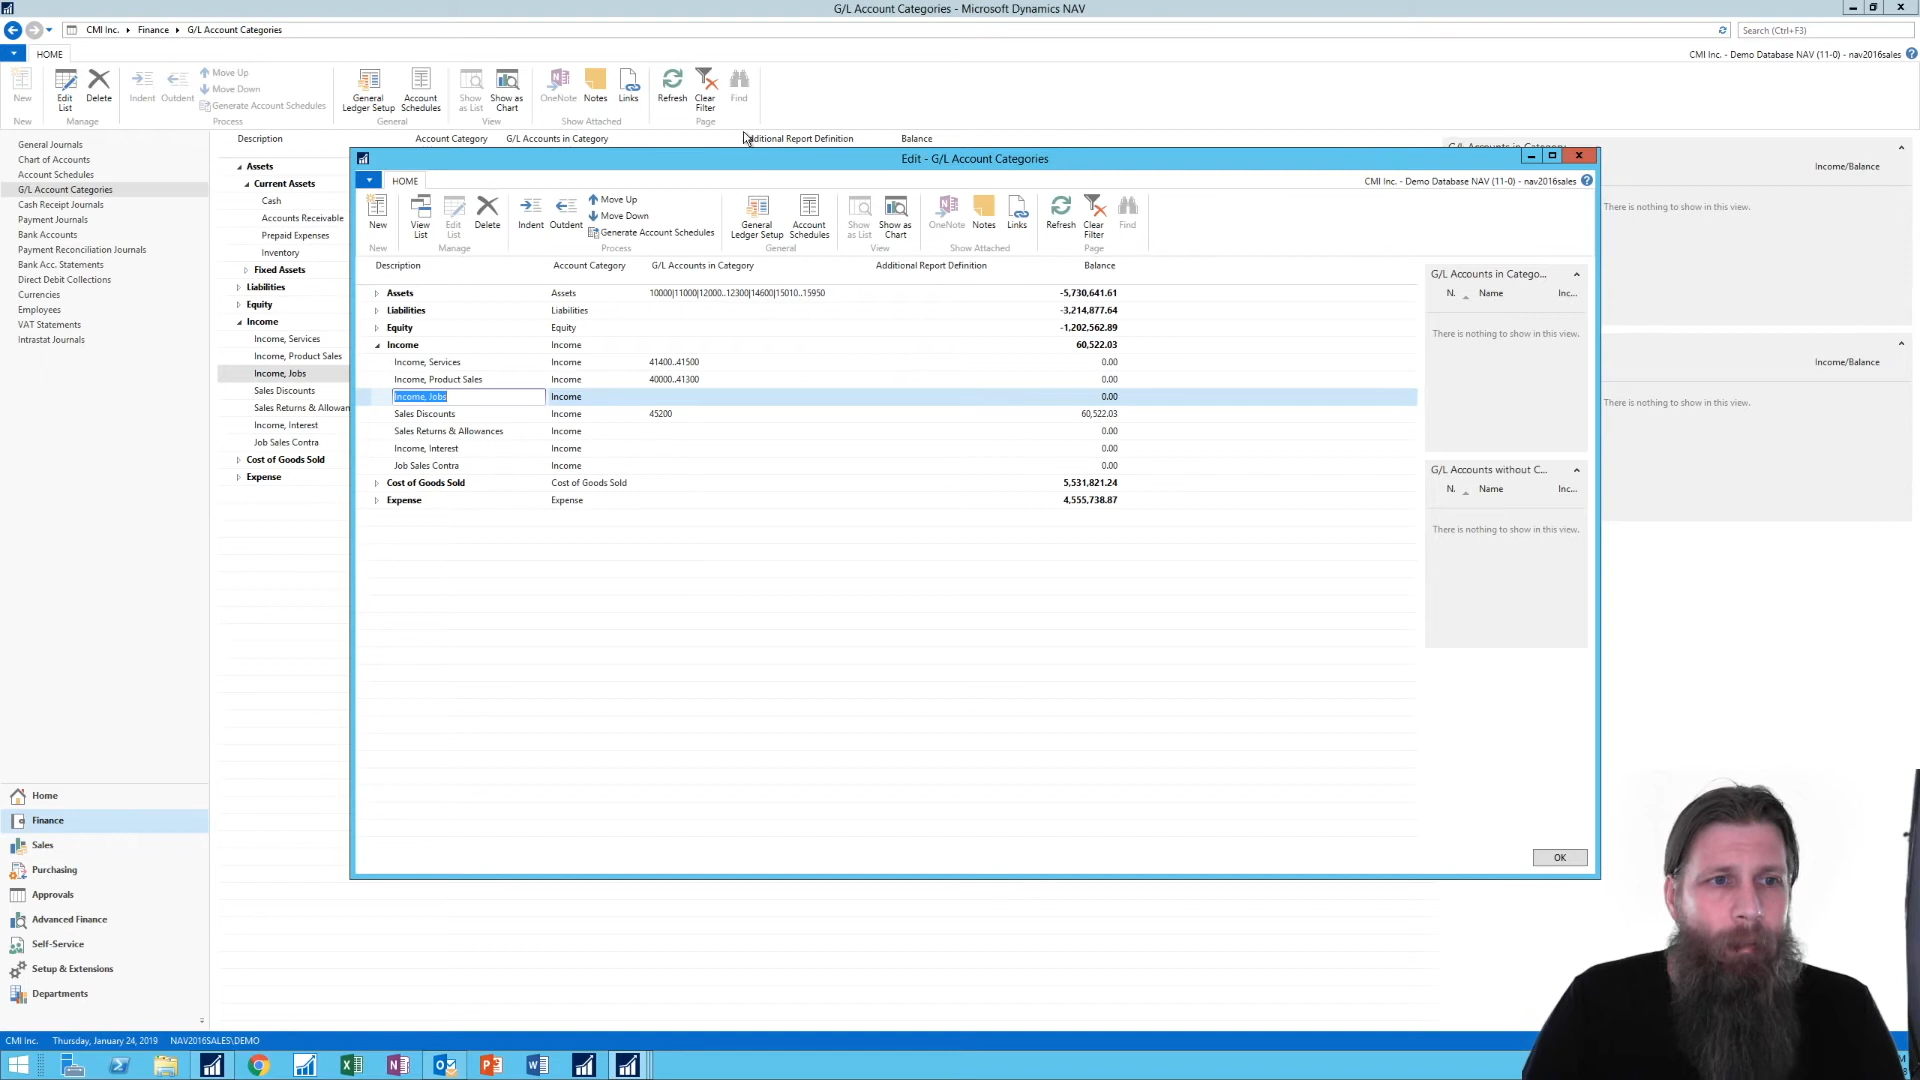 G/L Account Categories - Microsoft Dynamics NAV
CMI Inc. Finance G/L Account Categories
Search (Ctrl+F3)
HOME
CMI Inc. - Demo Database NAV (11-0) - nav2016sales
New
Edit List
Delete
Indent
Outdent
Move Up
Move Down
Generate Account Schedules
General Ledger Setup
Account Schedules
Show as List
Show as Chart
OneNote
Notes
Links
Refresh
Clear Filter
Find
New Manage Process General View Show Attached Page
General Journals
Chart of Accounts
Account Schedules
G/L Account Categories
Cash Receipt Journals
Payment Journals
Bank Accounts
Payment Reconciliation Journals
Bank Acc. Statements
Direct Debit Collections
Currencies
Employees
VAT Statements
Intrastat Journals
Description Account Category G/L Accounts in Category dditional Report Definition Balance
Assets
Current Assets
Cash
Accounts Receivable
Prepaid Expenses
Inventory
Fixed Assets
Liabilities
Equity
Income
Income, Services
Income, Product Sales
Income, Jobs
Sales Discounts
Sales Returns & Allowan
Income, Interest
Job Sales Contra
Cost of Goods Sold
Expense
Edit - G/L Account Categories
HOME
CMI Inc. - Demo Database NAV (11-0) - nav2016sales
New
View List
Edit List
Delete
Indent
Outdent
Move Up
Move Down
Generate Account Schedules
General Ledger Setup
Account Schedules
Show as List
Show as Chart
OneNote
Notes
Links
Refresh
Clear Filter
Find
New Manage Process General View Show Attached Page
Description Account Category G/L Accounts in Category Additional Report Definition Balance
Assets Assets 10000|11000|12000..12300|14600|15010..15950 -5,730,641.61
Liabilities Liabilities -3,214,877.64
Equity Equity -1,202,562.89
Income Income 60,522.03
Income, Services Income 41400..41500 0.00
Income, Product Sales Income 40000..41300 0.00
Income, Jobs Income 0.00
Sales Discounts Income 45200 60,522.03
Sales Returns & Allowances Income 0.00
Income, Interest Income 0.00
Job Sales Contra Income 0.00
Cost of Goods Sold Cost of Goods Sold 5,531,821.24
Expense Expense 4,555,738.87
G/L Accounts in Catego...
N. Name Inc...
There is nothing to show in this view.
G/L Accounts without C...
N. Name Inc...
There is nothing to show in this view.
OK
Income/Balance
There is nothing to show in this view.
Income/Balance
There is nothing to show in this view.
Home
Finance
Sales
Purchasing
Approvals
Advanced Finance
Self-Service
Setup & Extensions
Departments
CMI Inc. Thursday, January 24, 2019 NAV2016SALES\DEMO